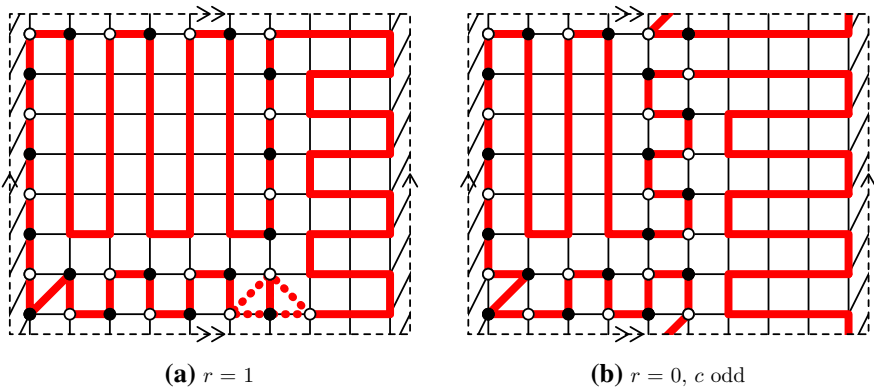 (a) r = 1
(b) r = 0, c odd